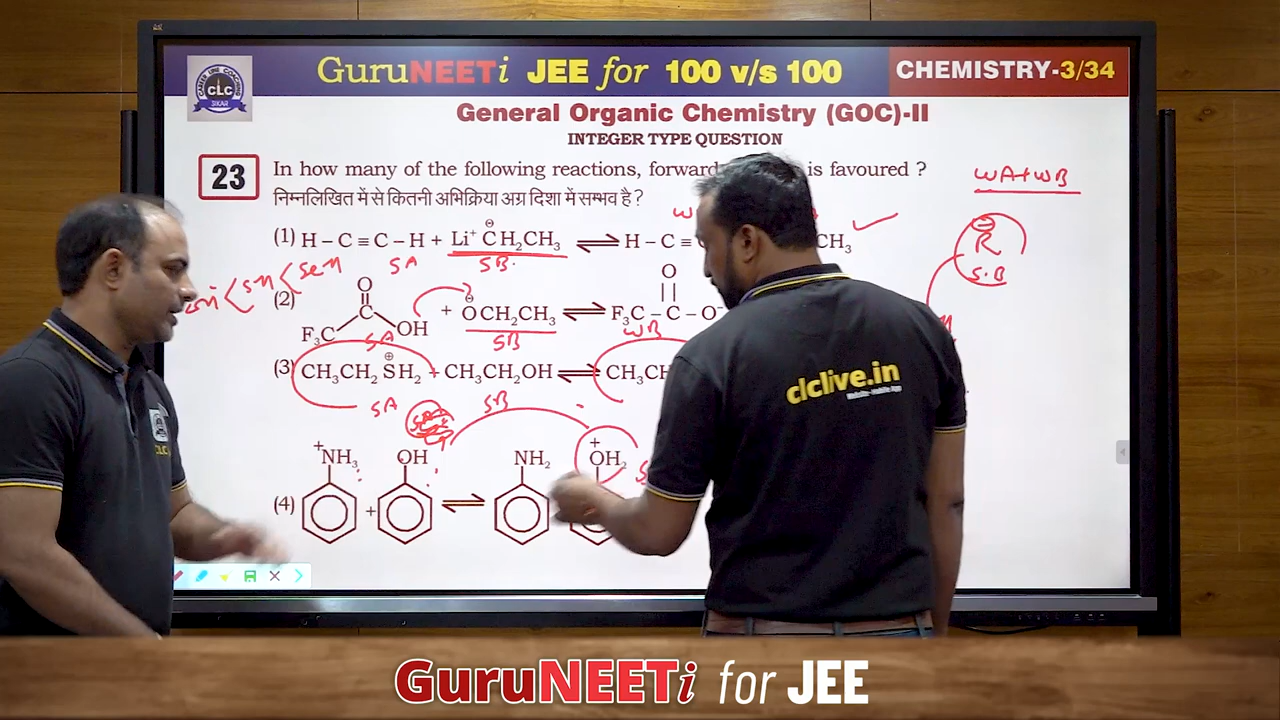 GuruNEETi JEE for 100 v/s 100
CHEMISTRY-3/34
CLC
SIKAR
General Organic Chemistry (GOC)-II
INTEGER TYPE QUESTION
23
In how many of the following reactions, forward is favoured ?
निम्नलिखित में से कितनी अभिक्रिया अग्र दिशा में सम्भव है ?
WA+WB
(1) H – C ≡ C – H + Li⁺ C̈H₂CH₃ ⇌ H – C ≡ CH₃
SA SB
R
S.B
(2) F₃C O OH + OCH₂CH₃ ⇌ F₃C – C – O⁻ O
SA SB WB
(3) CH₃CH₂ S⊕H₂ + CH₃CH₂OH ⇌ CH₃CH
SA SB
(4) ⁺NH₃ + OH ⇌ NH₂ ⁺OH₂
clclive.in
GuruNEETi for JEE